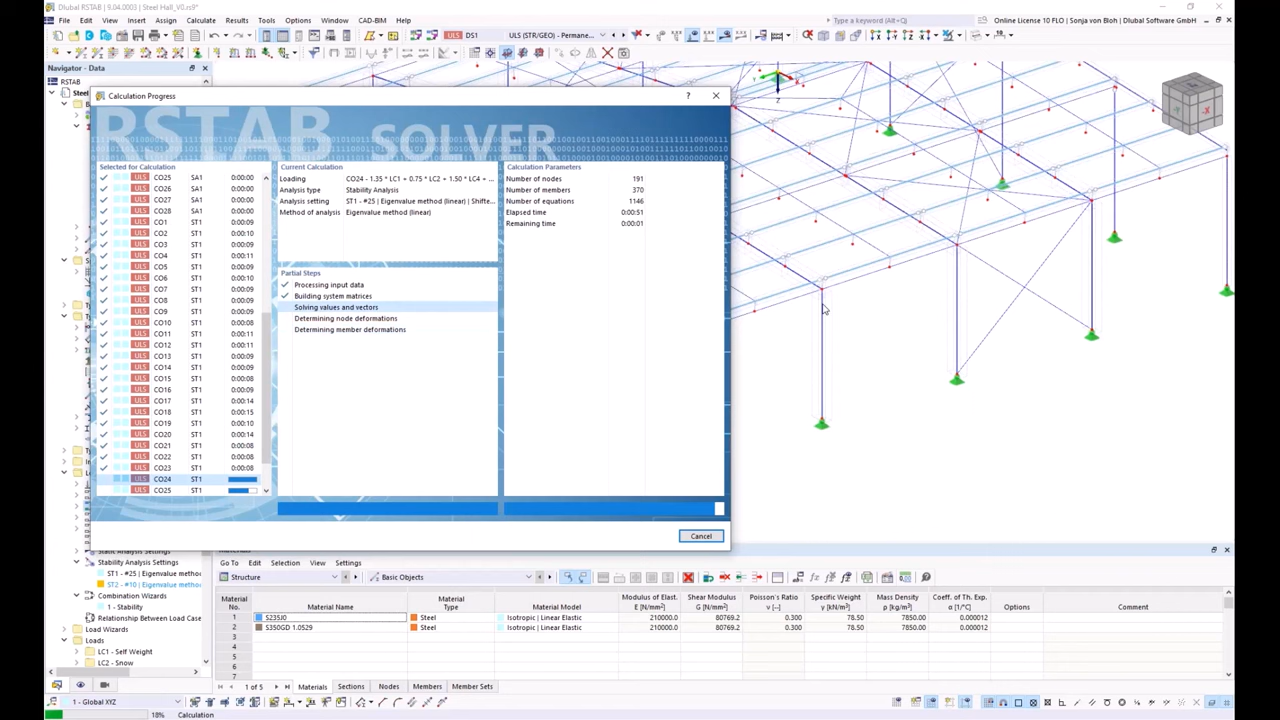 Dlubal RSTAB | 9.04.0003 | Steel Hall_V0.rs9*
File Edit View Insert Assign Calculate Results Tools Options Window CAD-BIM Help
Type a keyword (Alt+Q)
Online License 10 FLO | Sonja von Bloh | Dlubal Software GmbH
ULS DS1 ULS (STR/GEO) - Permane...
Navigator - Data
RSTAB
Steel
Calculation Progress
RSTAB SOLVER
Selected for Calculation
ULS CO25 SA1 0:00:00
ULS CO26 SA1 0:00:00
ULS CO27 SA1 0:00:00
ULS CO28 SA1 0:00:00
ULS CO1 ST1 0:00:09
ULS CO2 ST1 0:00:10
ULS CO3 ST1 0:00:09
ULS CO4 ST1 0:00:11
ULS CO5 ST1 0:00:09
ULS CO6 ST1 0:00:10
ULS CO7 ST1 0:00:09
ULS CO8 ST1 0:00:09
ULS CO9 ST1 0:00:09
ULS CO10 ST1 0:00:09
ULS CO11 ST1 0:00:11
ULS CO12 ST1 0:00:11
ULS CO13 ST1 0:00:09
ULS CO14 ST1 0:00:09
ULS CO15 ST1 0:00:08
ULS CO16 ST1 0:00:09
ULS CO17 ST1 0:00:14
ULS CO18 ST1 0:00:15
ULS CO19 ST1 0:00:10
ULS CO20 ST1 0:00:14
ULS CO21 ST1 0:00:08
ULS CO22 ST1 0:00:08
ULS CO23 ST1 0:00:08
ULS CO24 ST1
ULS CO25 ST1
Current Calculation
Loading CO24 - 1.35 * LC1 + 0.75 * LC2 + 1.50 * LC4 + ...
Analysis type Stability Analysis
Analysis setting ST1 - #25 | Eigenvalue method (linear) | Shifte...
Method of analysis Eigenvalue method (linear)
Partial Steps
Processing input data
Building system matrices
Solving values and vectors
Determining node deformations
Determining member deformations
Calculation Parameters
Number of nodes 191
Number of members 370
Number of equations 1146
Elapsed time 0:00:51
Remaining time 0:00:01
Cancel
Static Analysis Settings
Stability Analysis Settings
ST1 - #25 | Eigenvalue metho
ST2 - #10 | Eigenvalue metho
Combination Wizards
1 - Stability
Relationship Between Load Case
Load Wizards
Loads
LC1 - Self Weight
LC2 - Snow
Materials
Go To Edit Selection View Settings
Structure Basic Objects
Material No. Material Name Material Type Material Model Modulus of Elast. E [N/mm²] Shear Modulus G [N/mm²] Poisson's Ratio ν [--] Specific Weight γ [kN/m³] Mass Density ρ [kg/m³] Coeff. of Th. Exp. α [1/°C] Options Comment
1 S235J0 Steel Isotropic | Linear Elastic 210000.0 80769.2 0.300 78.50 7850.00 0.000012
2 S350GD 1.0529 Steel Isotropic | Linear Elastic 210000.0 80769.2 0.300 78.50 7850.00 0.000012
3
4
5
6
7
1 of 5 Materials Sections Nodes Members Member Sets
1 - Global XYZ
18% Calculation